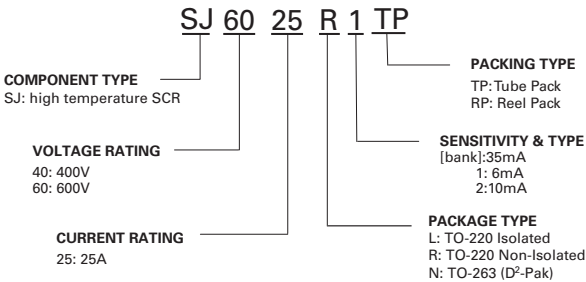 SJ 60 25 R 1 TP
PACKING TYPE
TP: Tube Pack
RP: Reel Pack
COMPONENT TYPE
SJ: high temperature SCR
SENSITIVITY & TYPE
[bank]:35mA
1: 6mA
2:10mA
VOLTAGE RATING
40: 400V
60: 600V
PACKAGE TYPE
L: TO-220 Isolated
R: TO-220 Non-Isolated
N: TO-263 (D²-Pak)
CURRENT RATING
25: 25A